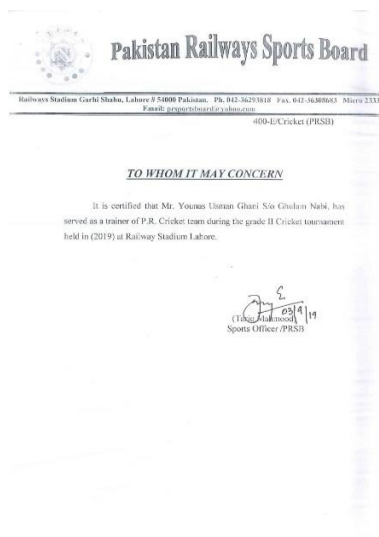 Pakistan Railways Sports Board
Railways Stadium Garhi Shahu, Lahore # 54000 Pakistan. Ph. 042-36293818 Fax. 042-36308683 Micro 2333
Email: prsportsboard@yahoo.com
400-E/Cricket (PRSB)
TO WHOM IT MAY CONCERN
It is certified that Mr. Younas Usman Ghani S/o Ghulam Nabi, has
served as a trainer of P.R. Cricket team during the grade II Cricket tournament
held in (2019) at Railway Stadium Lahore.
03/9/19
(Tariq Mahmood)
Sports Officer /PRSB